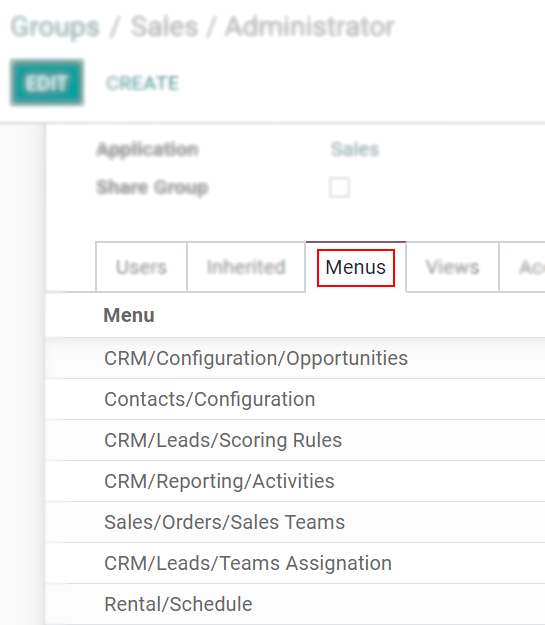 Groups / Sales / Administrator
EDIT CREATE
Application Sales
Share Group
Users Inherited Menus Views
Menu
CRM/Configuration/Opportunities
Contacts/Configuration
CRM/Leads/Scoring Rules
CRM/Reporting/Activities
Sales/Orders/Sales Teams
CRM/Leads/Teams Assignation
Rental/Schedule